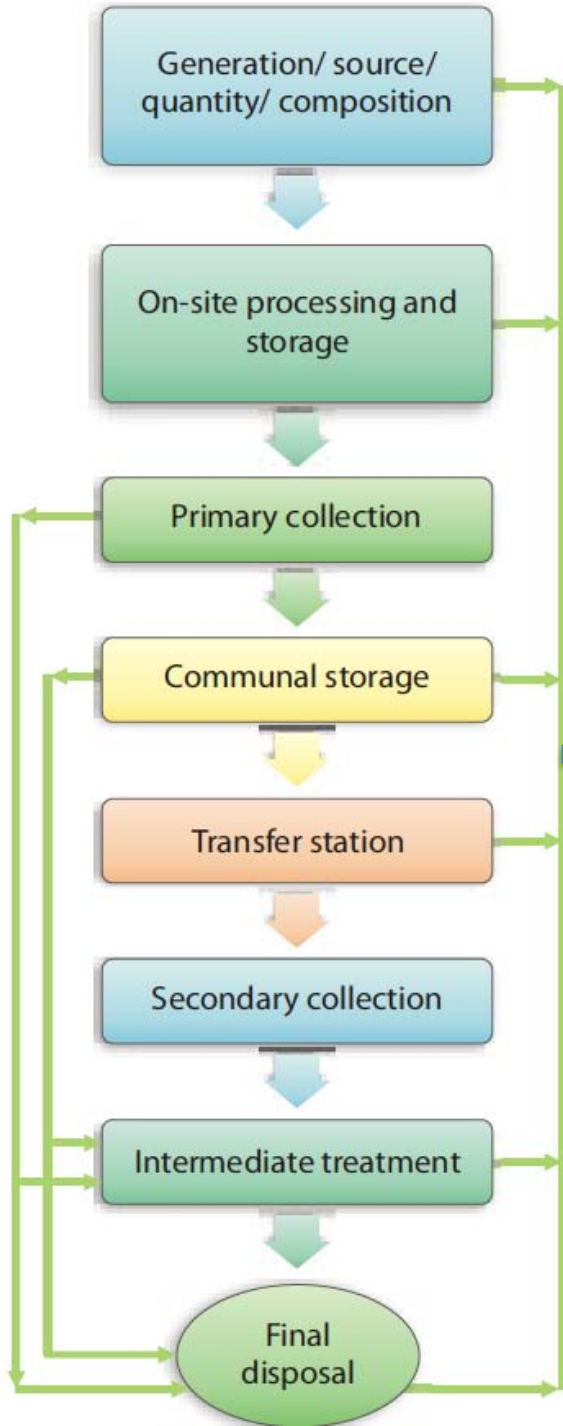 Generation/ source/
quantity/ composition
On-site processing and
storage
Primary collection
Communal storage
Transfer station
Secondary collection
Intermediate treatment
Final
disposal